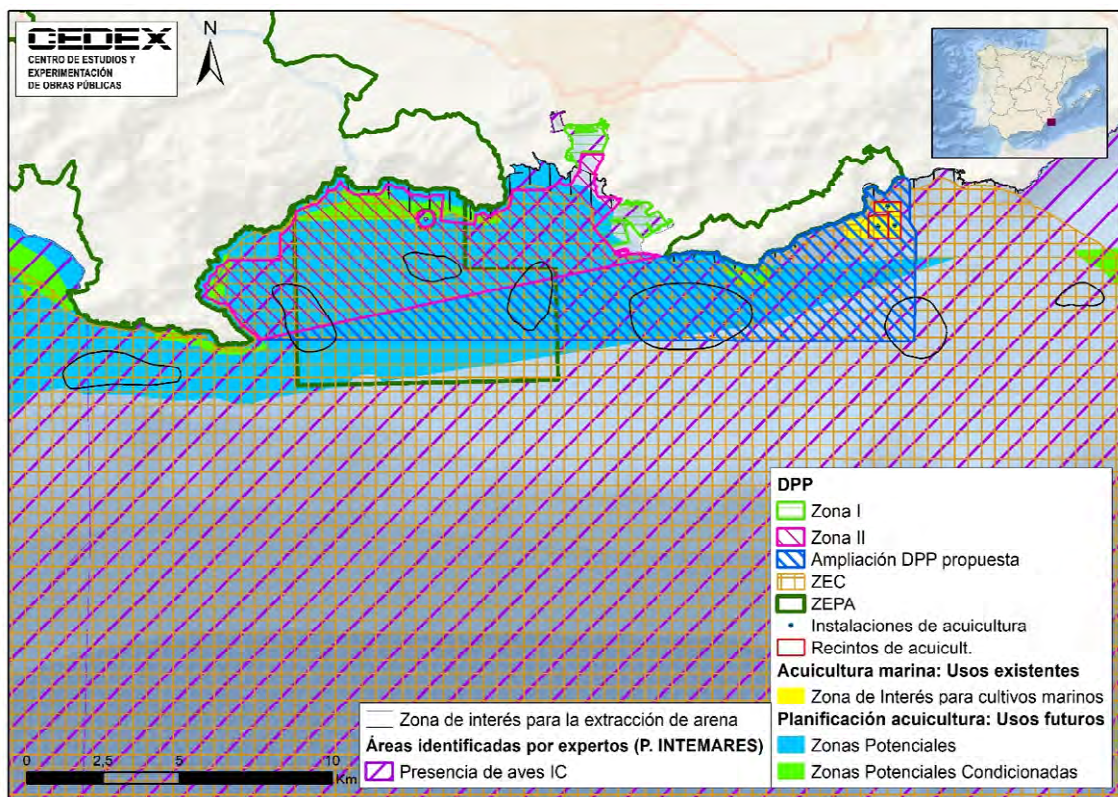 CEDEX
CENTRO DE ESTUDIOS Y
EXPERIMENTACIÓN
DE OBRAS PÚBLICAS
N
DPP
Zona I
Zona II
Ampliación DPP propuesta
ZEC
ZEPA
Instalaciones de acuicultura
Recintos de acuicult.
Acuicultura marina: Usos existentes
Zona de Interés para cultivos marinos
Planificación acuicultura: Usos futuros
Zonas Potenciales
Zonas Potenciales Condicionadas
Zona de interés para la extracción de arena
Áreas identificadas por expertos (P. INTEMARES)
Presencia de aves IC
0 2,5 5 10
Km